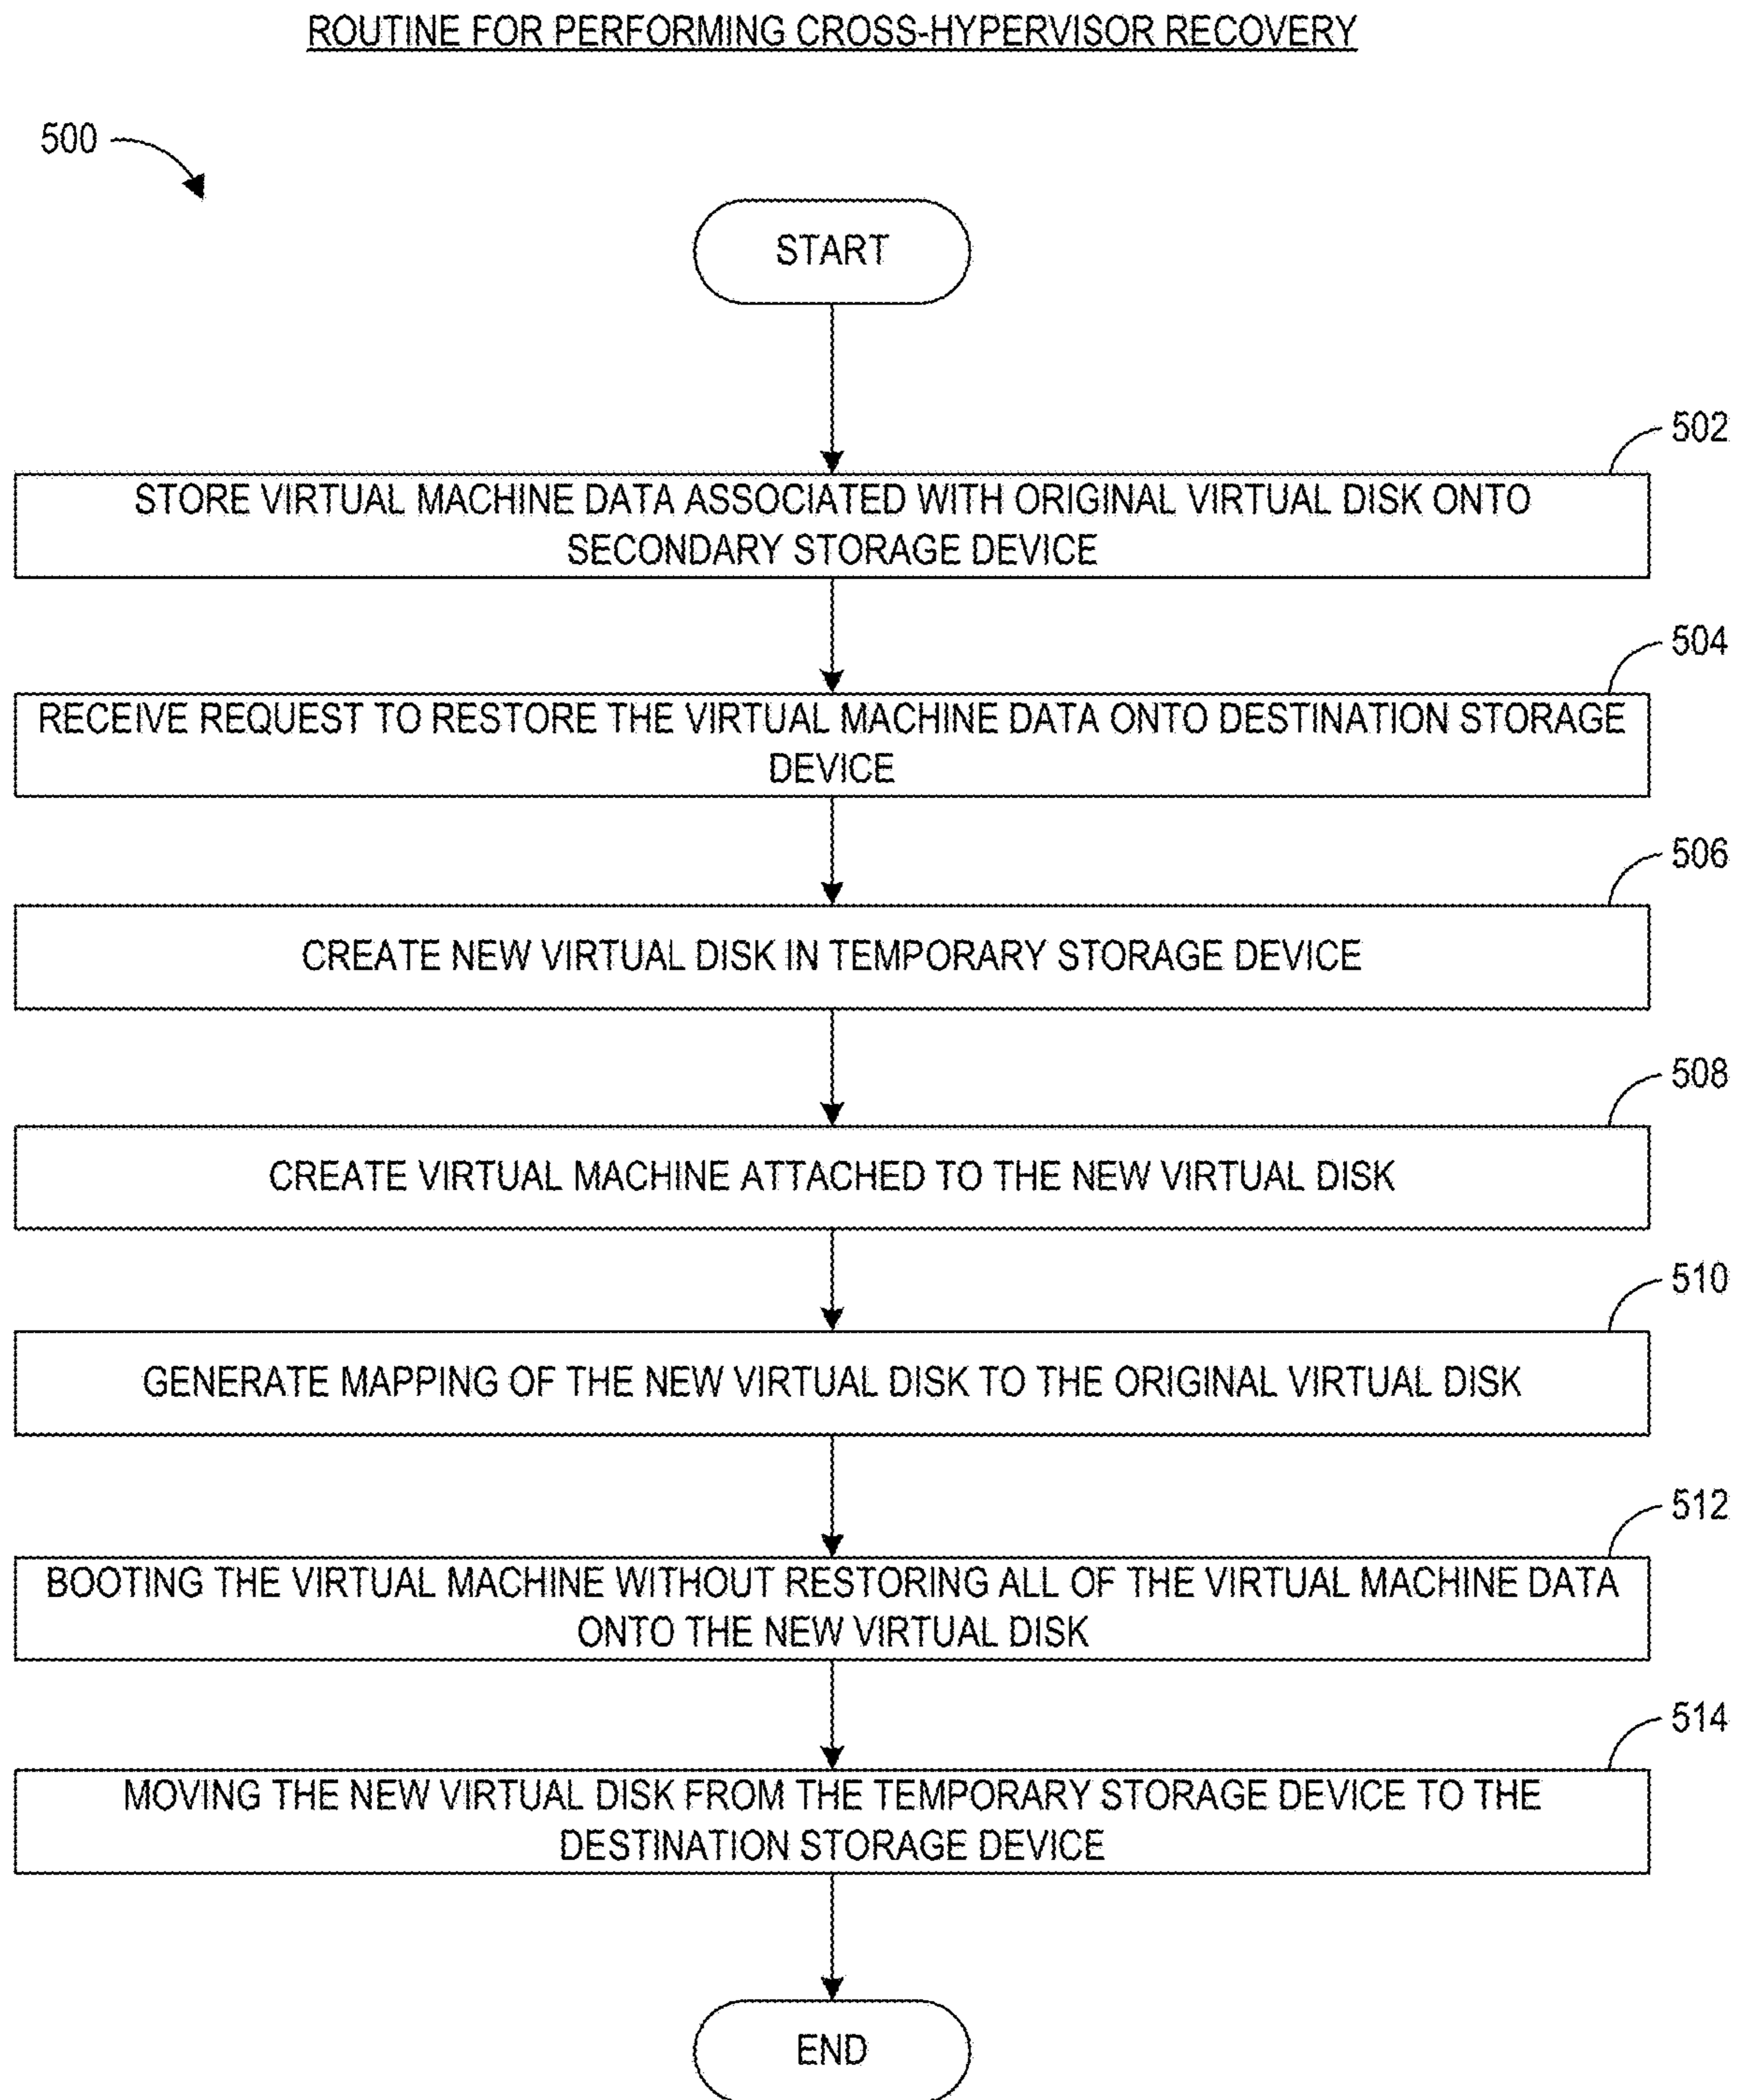 ROUTINE FOR PERFORMING CROSS-HYPERVISOR RECOVERY
500
START
502
STORE VIRTUAL MACHINE DATA ASSOCIATED WITH ORIGINAL VIRTUAL DISK ONTO
SECONDARY STORAGE DEVICE
504
RECEIVE REQUEST TO RESTORE THE VIRTUAL MACHINE DATA ONTO DESTINATION STORAGE
DEVICE
506
CREATE NEW VIRTUAL DISK IN TEMPORARY STORAGE DEVICE
508
CREATE VIRTUAL MACHINE ATTACHED TO THE NEW VIRTUAL DISK
510
GENERATE MAPPING OF THE NEW VIRTUAL DISK TO THE ORIGINAL VIRTUAL DISK
512
BOOTING THE VIRTUAL MACHINE WITHOUT RESTORING ALL OF THE VIRTUAL MACHINE DATA
ONTO THE NEW VIRTUAL DISK
514
MOVING THE NEW VIRTUAL DISK FROM THE TEMPORARY STORAGE DEVICE TO THE
DESTINATION STORAGE DEVICE
END